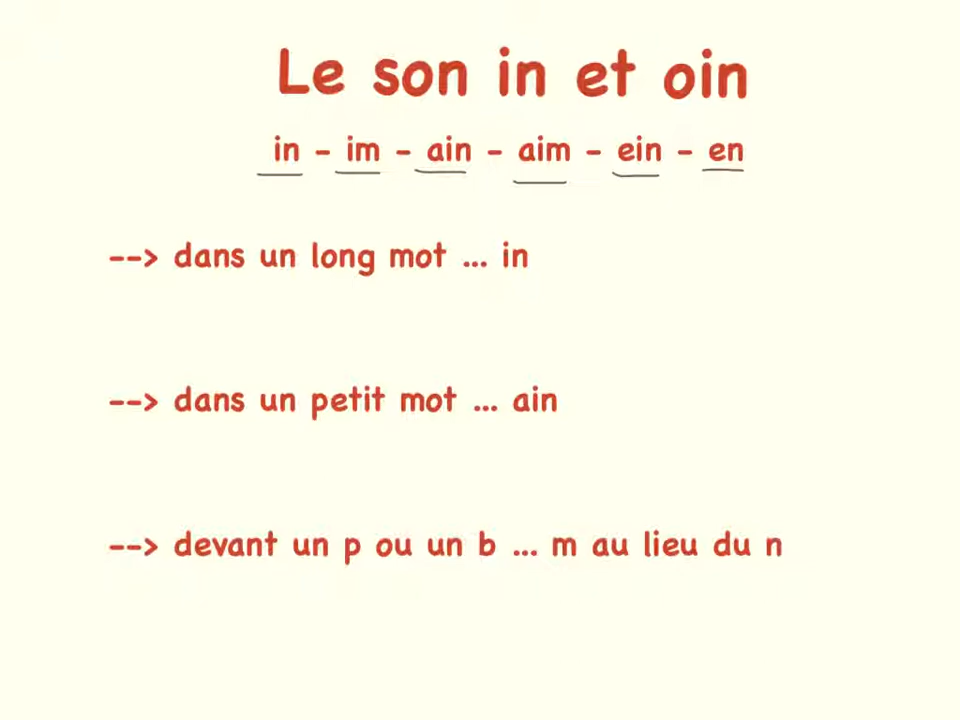 Le son in et oin
in - im - ain - aim - ein - en
--> dans un long mot ... in
--> dans un petit mot ... ain
--> devant un p ou un b ... m au lieu du n